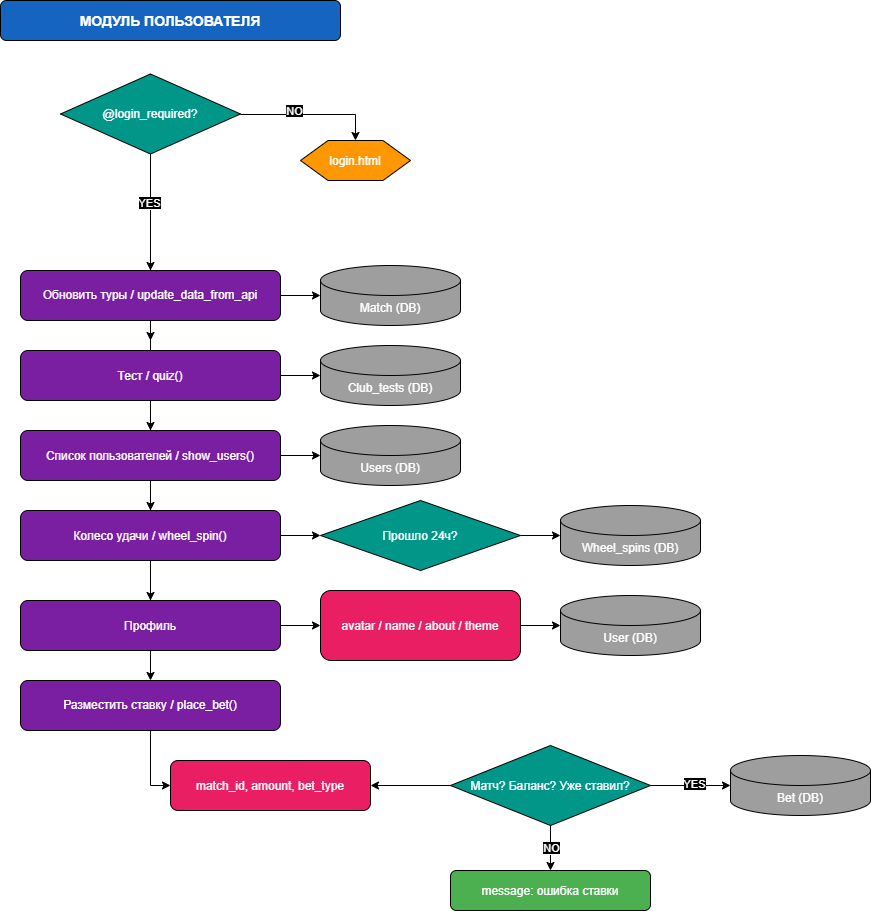 МОДУЛЬ ПОЛЬЗОВАТЕЛЯ
@login_required?
NO
login.html
YES
Обновить туры / update_data_from_api
Match (DB)
Тест / quiz()
Club_tests (DB)
Список пользователей / show_users()
Users (DB)
Колесо удачи / wheel_spin()
Прошло 24ч?
Wheel_spins (DB)
Профиль
avatar / name / about / theme
User (DB)
Разместить ставку / place_bet()
match_id, amount, bet_type
Матч? Баланс? Уже ставил?
YES
Bet (DB)
NO
message: ошибка ставки